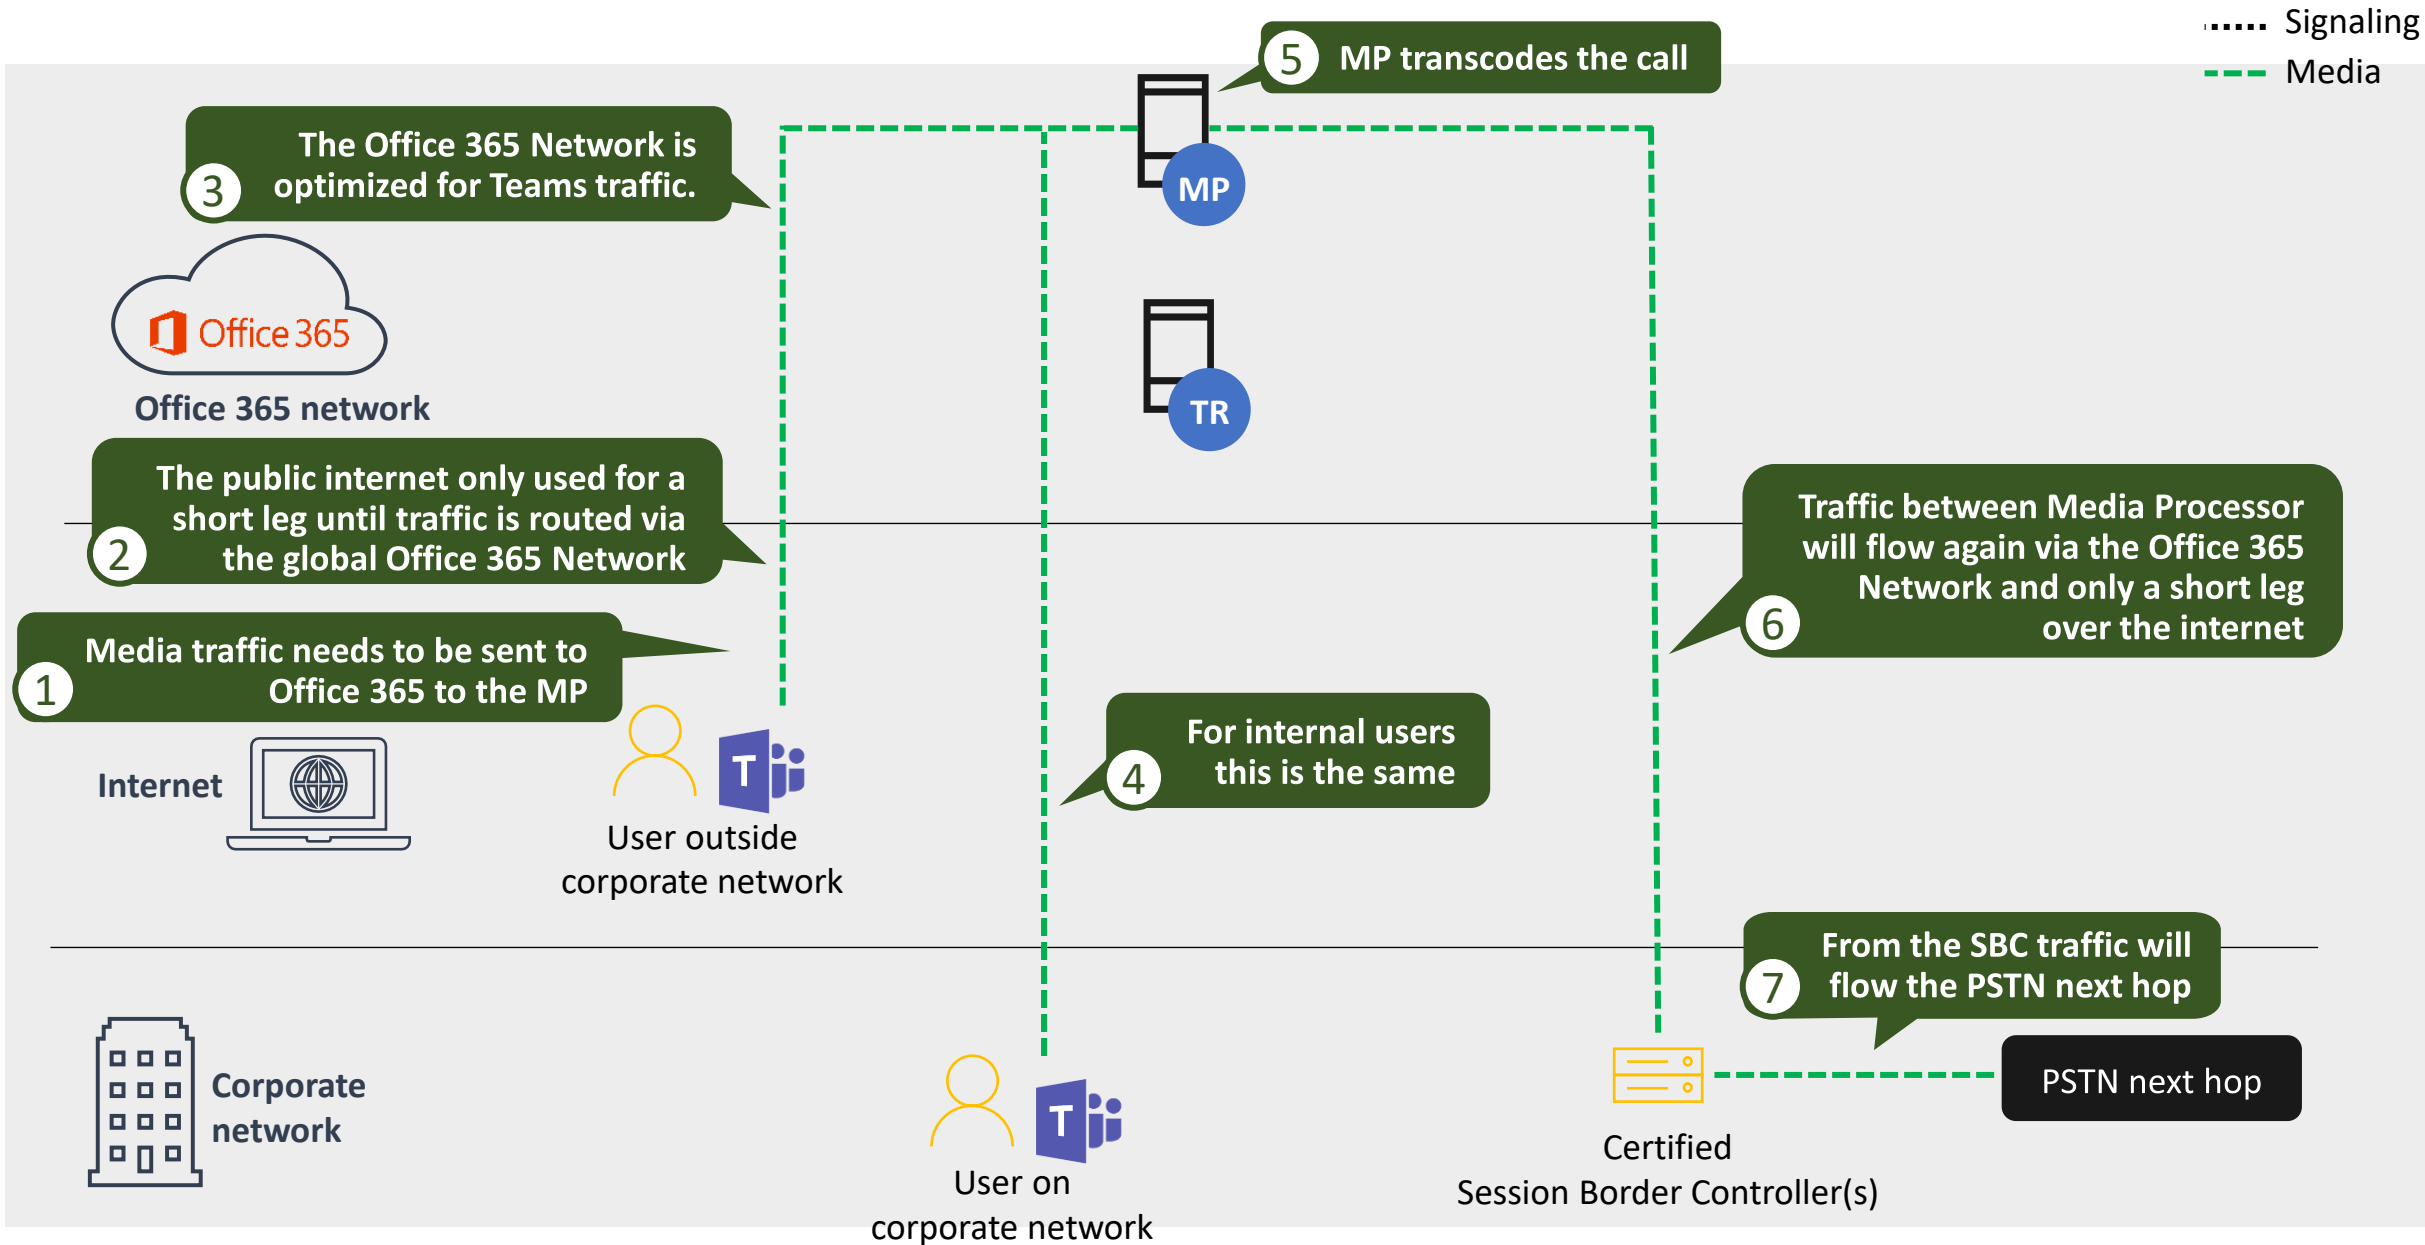 Signaling
Media
5 MP transcodes the call
The Office 365 Network is
optimized for Teams traffic.
3
MP
Office 365
Office 365 network
TR
The public internet only used for a
short leg until traffic is routed via
the global Office 365 Network
2
Traffic between Media Processor
will flow again via the Office 365
Network and only a short leg
over the internet
6
Media traffic needs to be sent to
Office 365 to the MP
1
For internal users
this is the same
4
Internet
T
User outside
corporate network
From the SBC traffic will
flow the PSTN next hop
7
Corporate
network
T
User on
corporate network
Certified
Session Border Controller(s)
PSTN next hop